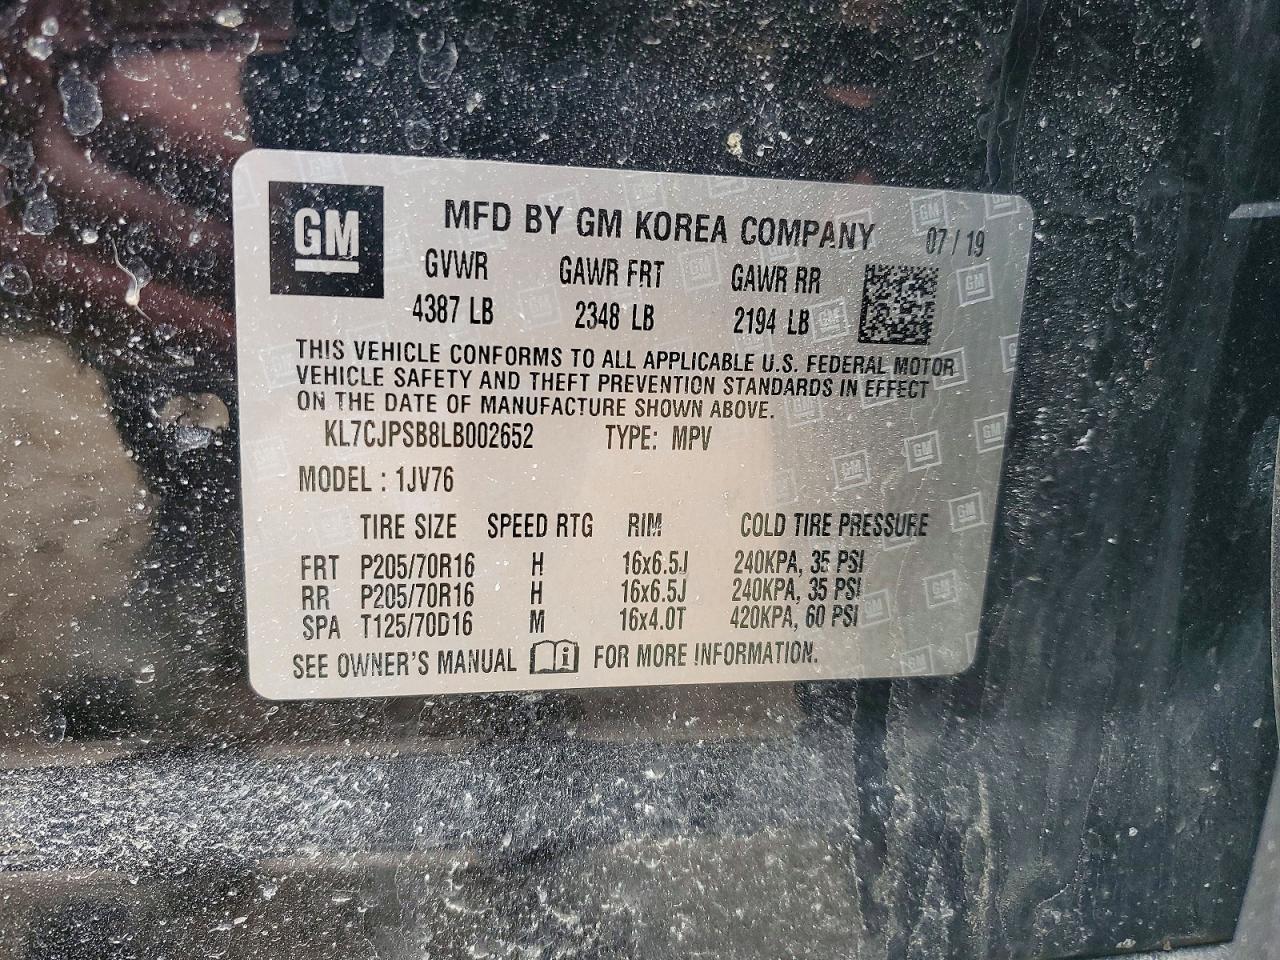 GM
MFD BY GM KOREA COMPANY 07 / 19
GVWR GAWR FRT GAWR RR
4387 LB 2348 LB 2194 LB
THIS VEHICLE CONFORMS TO ALL APPLICABLE U.S. FEDERAL MOTOR
VEHICLE SAFETY AND THEFT PREVENTION STANDARDS IN EFFECT
ON THE DATE OF MANUFACTURE SHOWN ABOVE.
KL7CJPSB8LB002652 TYPE: MPV
MODEL : 1JV76
TIRE SIZE SPEED RTG RIM COLD TIRE PRESSURE
FRT P205/70R16 H 16x6.5J 240KPA, 35 PSI
RR P205/70R16 H 16x6.5J 240KPA, 35 PSI
SPA T125/70D16 M 16x4.0T 420KPA, 60 PSI
SEE OWNER'S MANUAL i FOR MORE INFORMATION.